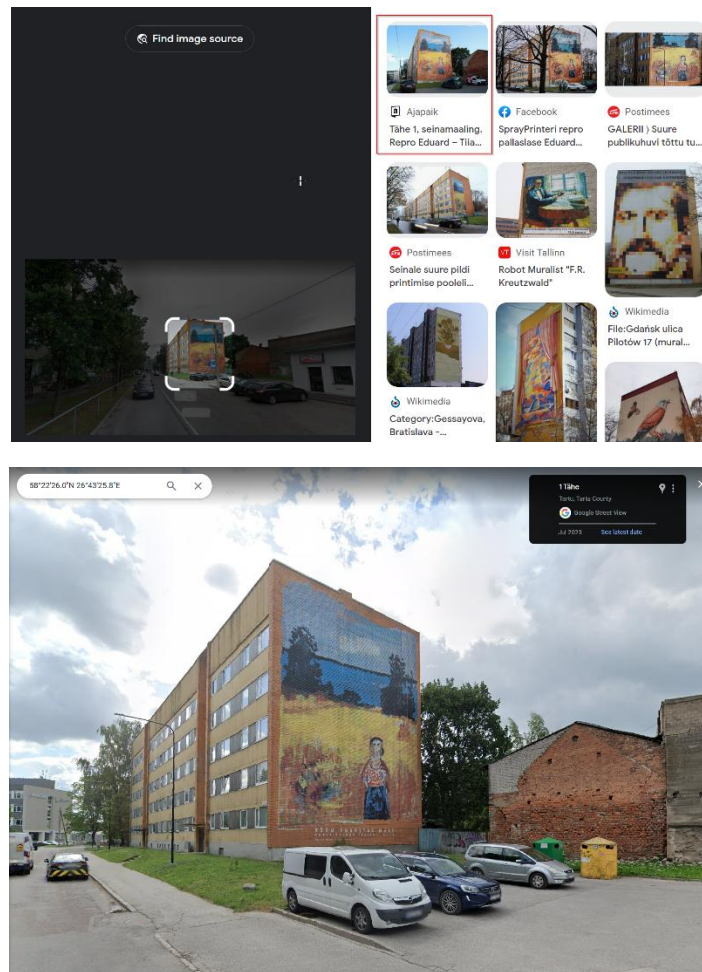 Find image source
Ajapaik
Tähe 1, seinamaaling. Repro Eduard – Tiia...
Facebook
SprayPrinteri repro pallaslase Eduard...
Postimees
GALERII ) Suure publikuhuvi tõttu tu...
Postimees
Seinale suure pildi printimise pooleli...
Visit Tallinn
Robot Muralist "F.R. Kreutzwald"
Wikimedia
File:Gdańsk ulica Pilotów 17 (mural...
Wikimedia
Category:Gessayova, Bratislava -...
58°22'26.0"N 26°43'25.8"E
1 Tähe
Tartu, Tartu County
Google Street View
Jul 2023 See latest date